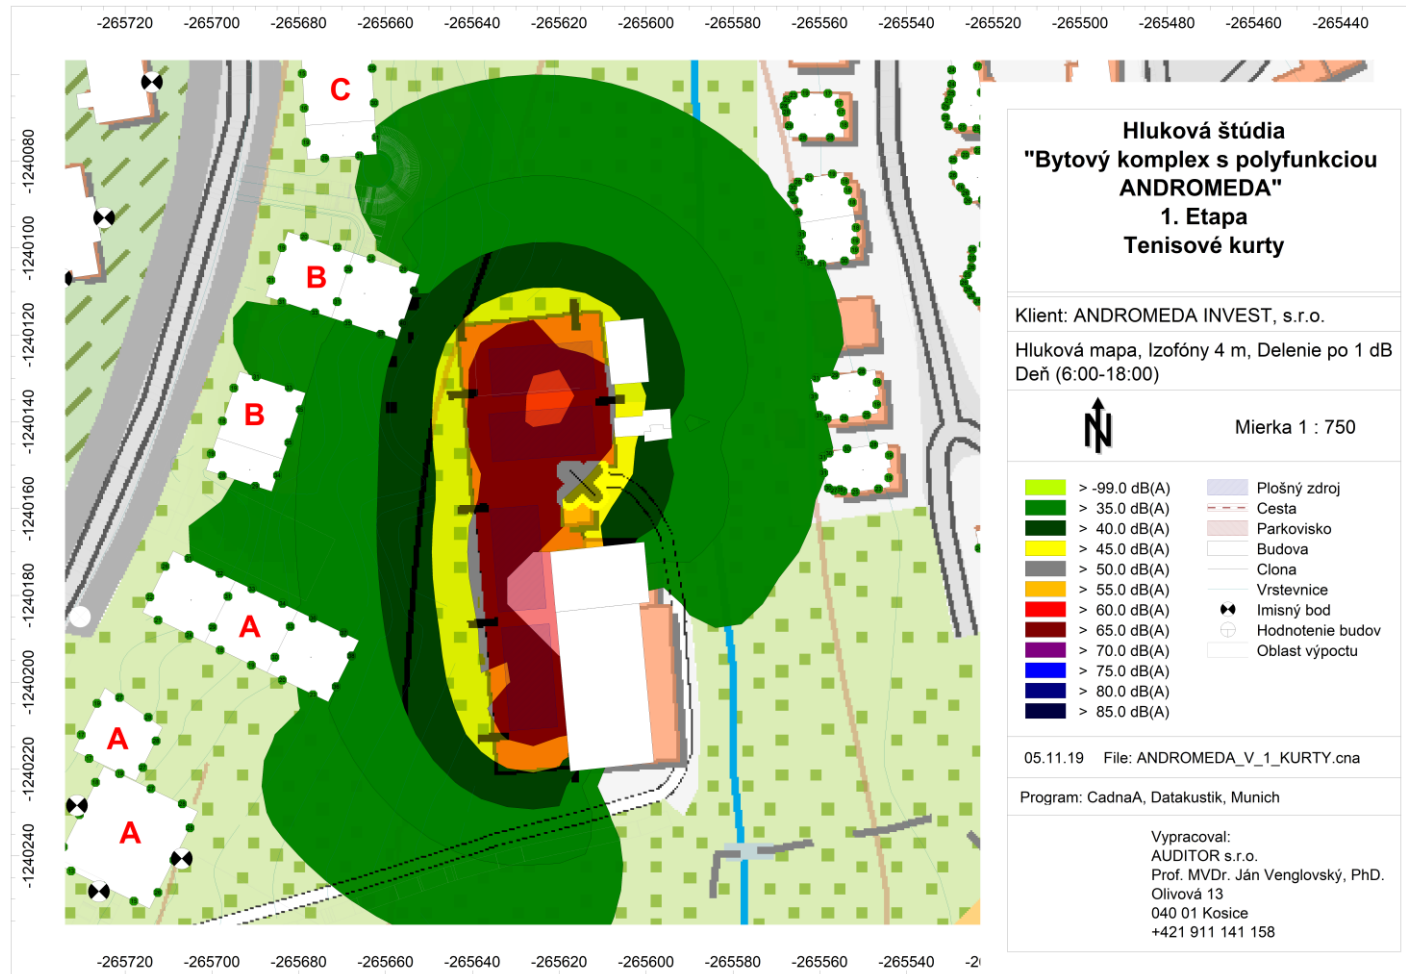 -265720 -265700 -265680 -265660 -265640 -265620 -265600 -265580 -265560 -265540 -265520 -265500 -265480 -265460 -265440
-1240080
-1240100
-1240120
-1240140
-1240160
-1240180
-1240200
-1240220
-1240240
C
B
B
A
A
A
Hluková štúdia
"Bytový komplex s polyfunkciou
ANDROMEDA"
1. Etapa
Tenisové kurty
Klient: ANDROMEDA INVEST, s.r.o.
Hluková mapa, Izofóny 4 m, Delenie po 1 dB
Deň (6:00-18:00)
N
Mierka 1 : 750
> -99.0 dB(A)
> 35.0 dB(A)
> 40.0 dB(A)
> 45.0 dB(A)
> 50.0 dB(A)
> 55.0 dB(A)
> 60.0 dB(A)
> 65.0 dB(A)
> 70.0 dB(A)
> 75.0 dB(A)
> 80.0 dB(A)
> 85.0 dB(A)
Plošný zdroj
Cesta
Parkovisko
Budova
Clona
Vrstevnice
Imisný bod
Hodnotenie budov
Oblast výpoctu
05.11.19 File: ANDROMEDA_V_1_KURTY.cna
Program: CadnaA, Datakustik, Munich
Vypracoval:
AUDITOR s.r.o.
Prof. MVDr. Ján Venglovský, PhD.
Olivová 13
040 01 Kosice
+421 911 141 158
-265720 -265700 -265680 -265660 -265640 -265620 -265600 -265580 -265560 -265540 -26